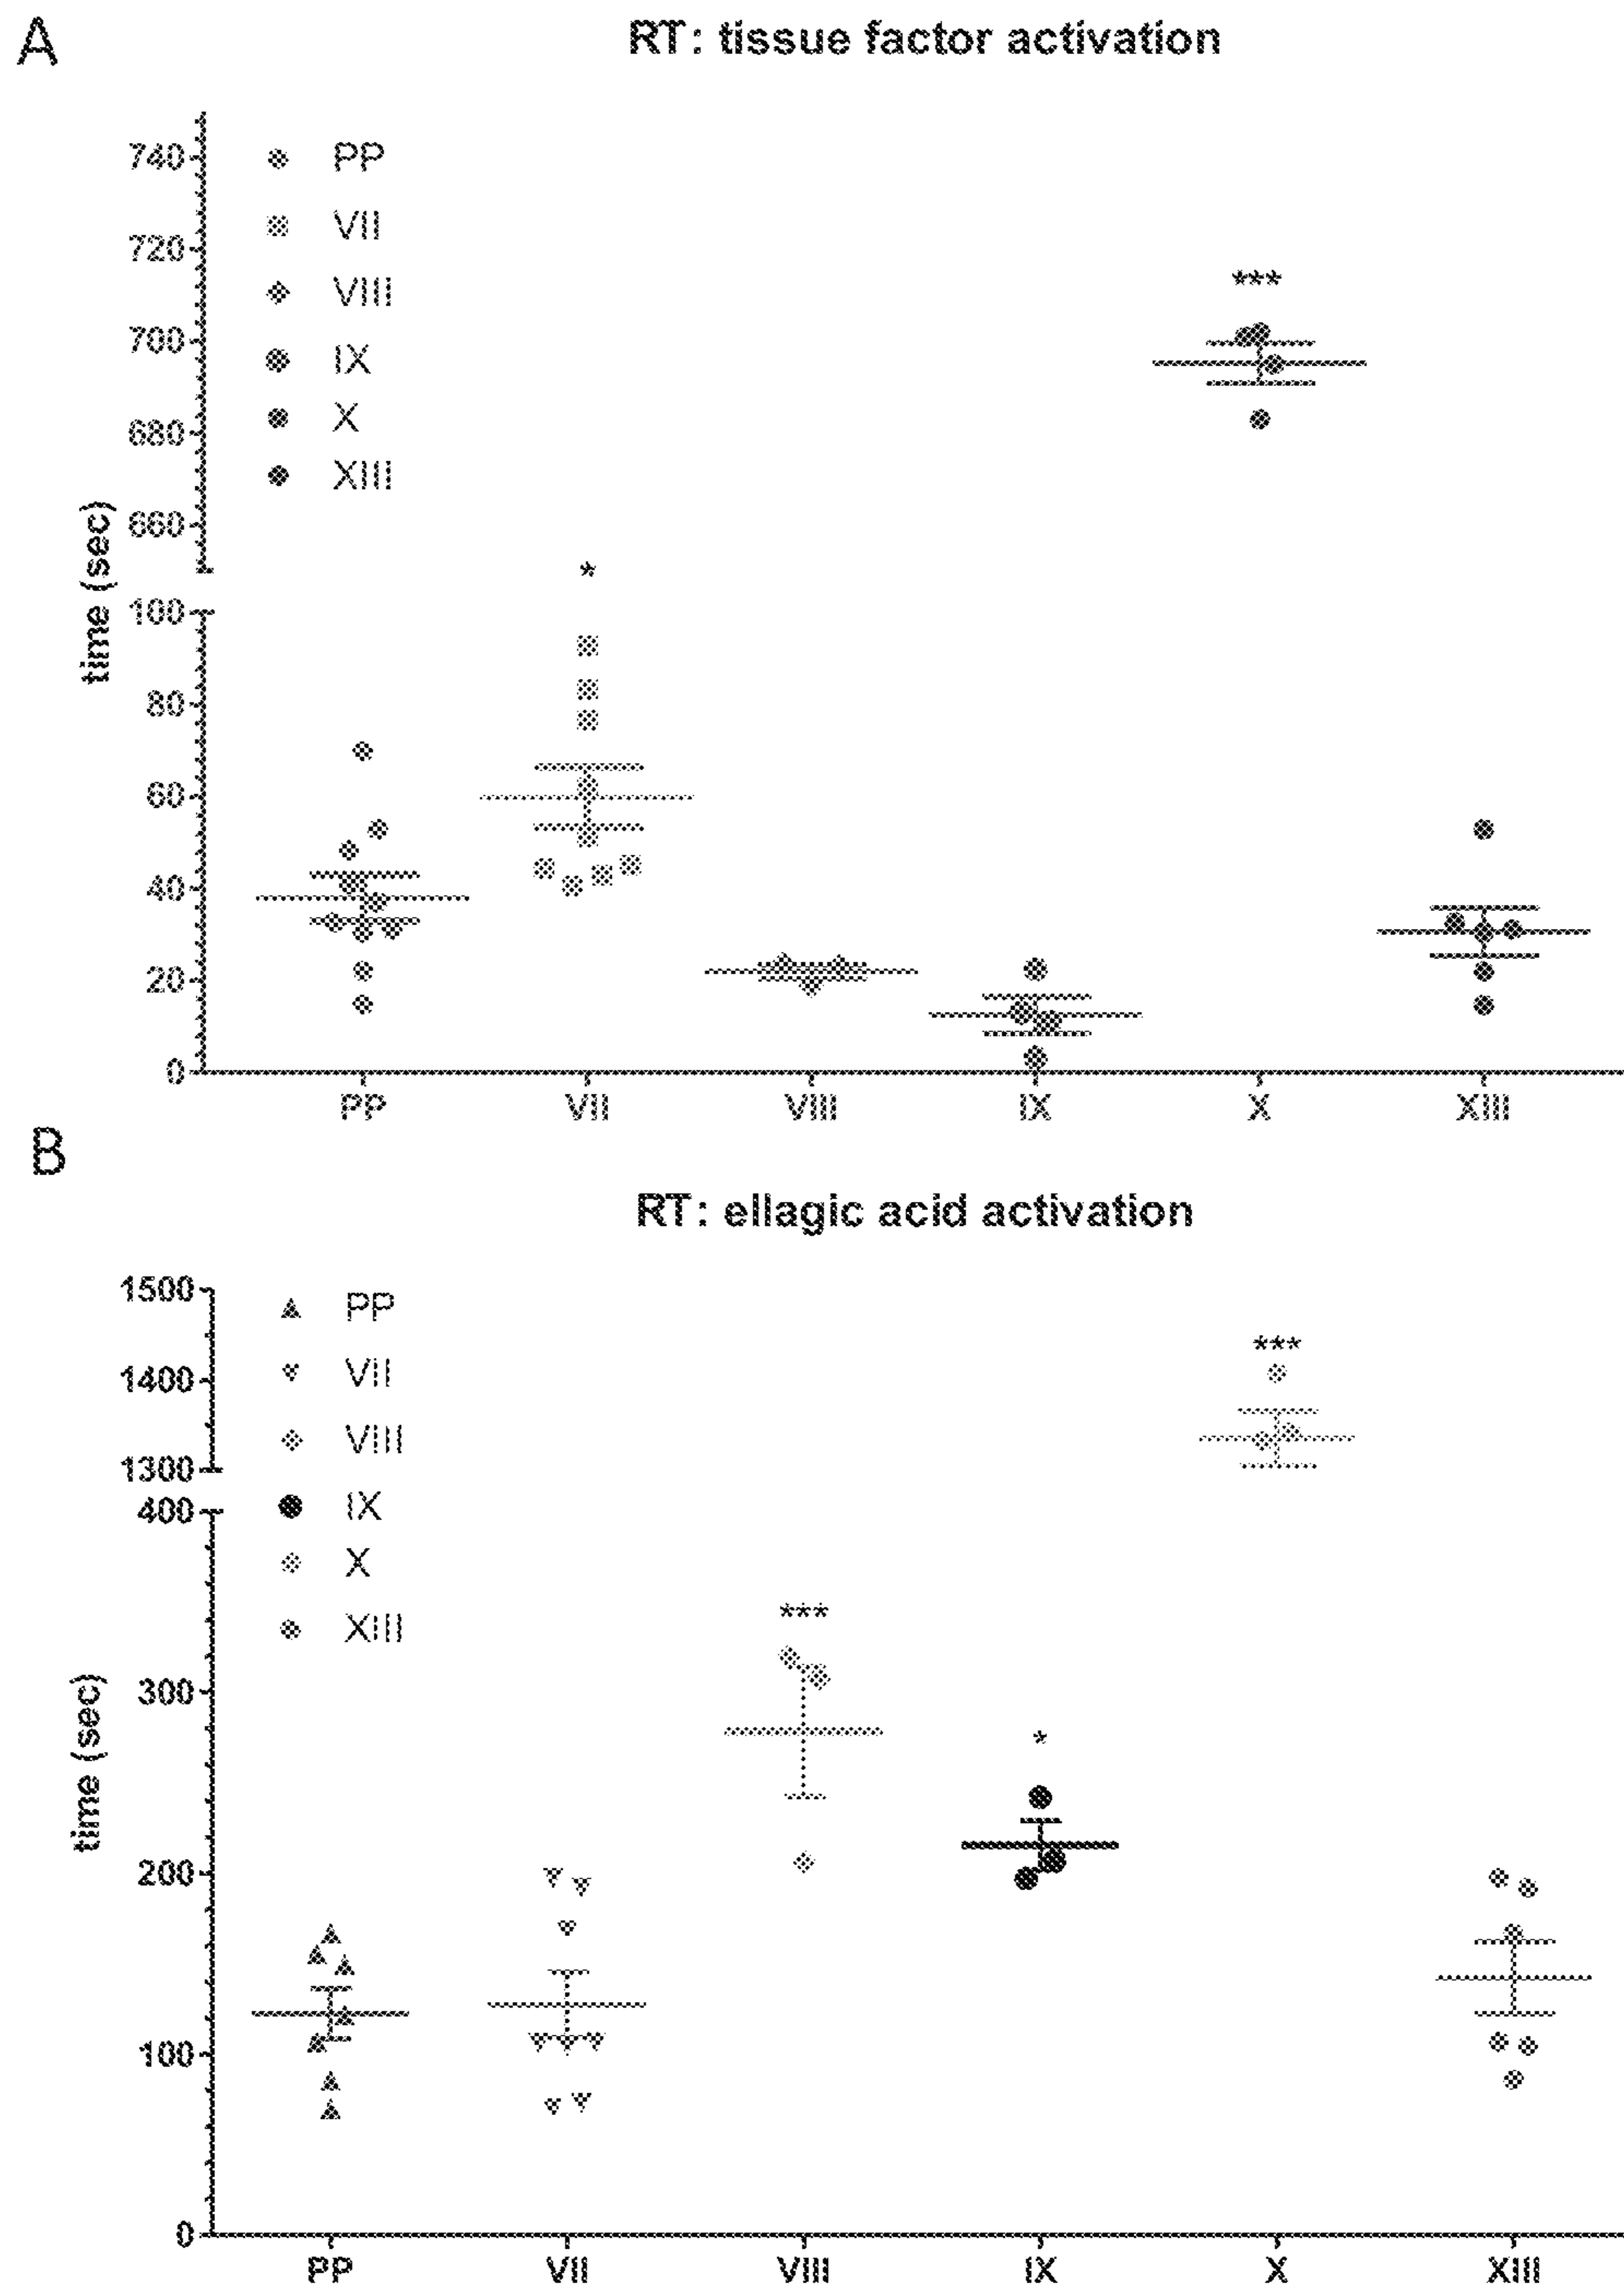 A
RT: tissue factor activation
740
720
700
680
660
100
80
60
40
20
0
time (sec)
PP
VII
VIII
IX
X
XIII
*
***
PP VII VIII IX X XIII
B
RT: ellagic acid activation
1500
1400
1300
400
300
200
100
0
time (sec)
PP
VII
VIII
IX
X
XIII
***
*
***
PP VII VIII IX X XIII